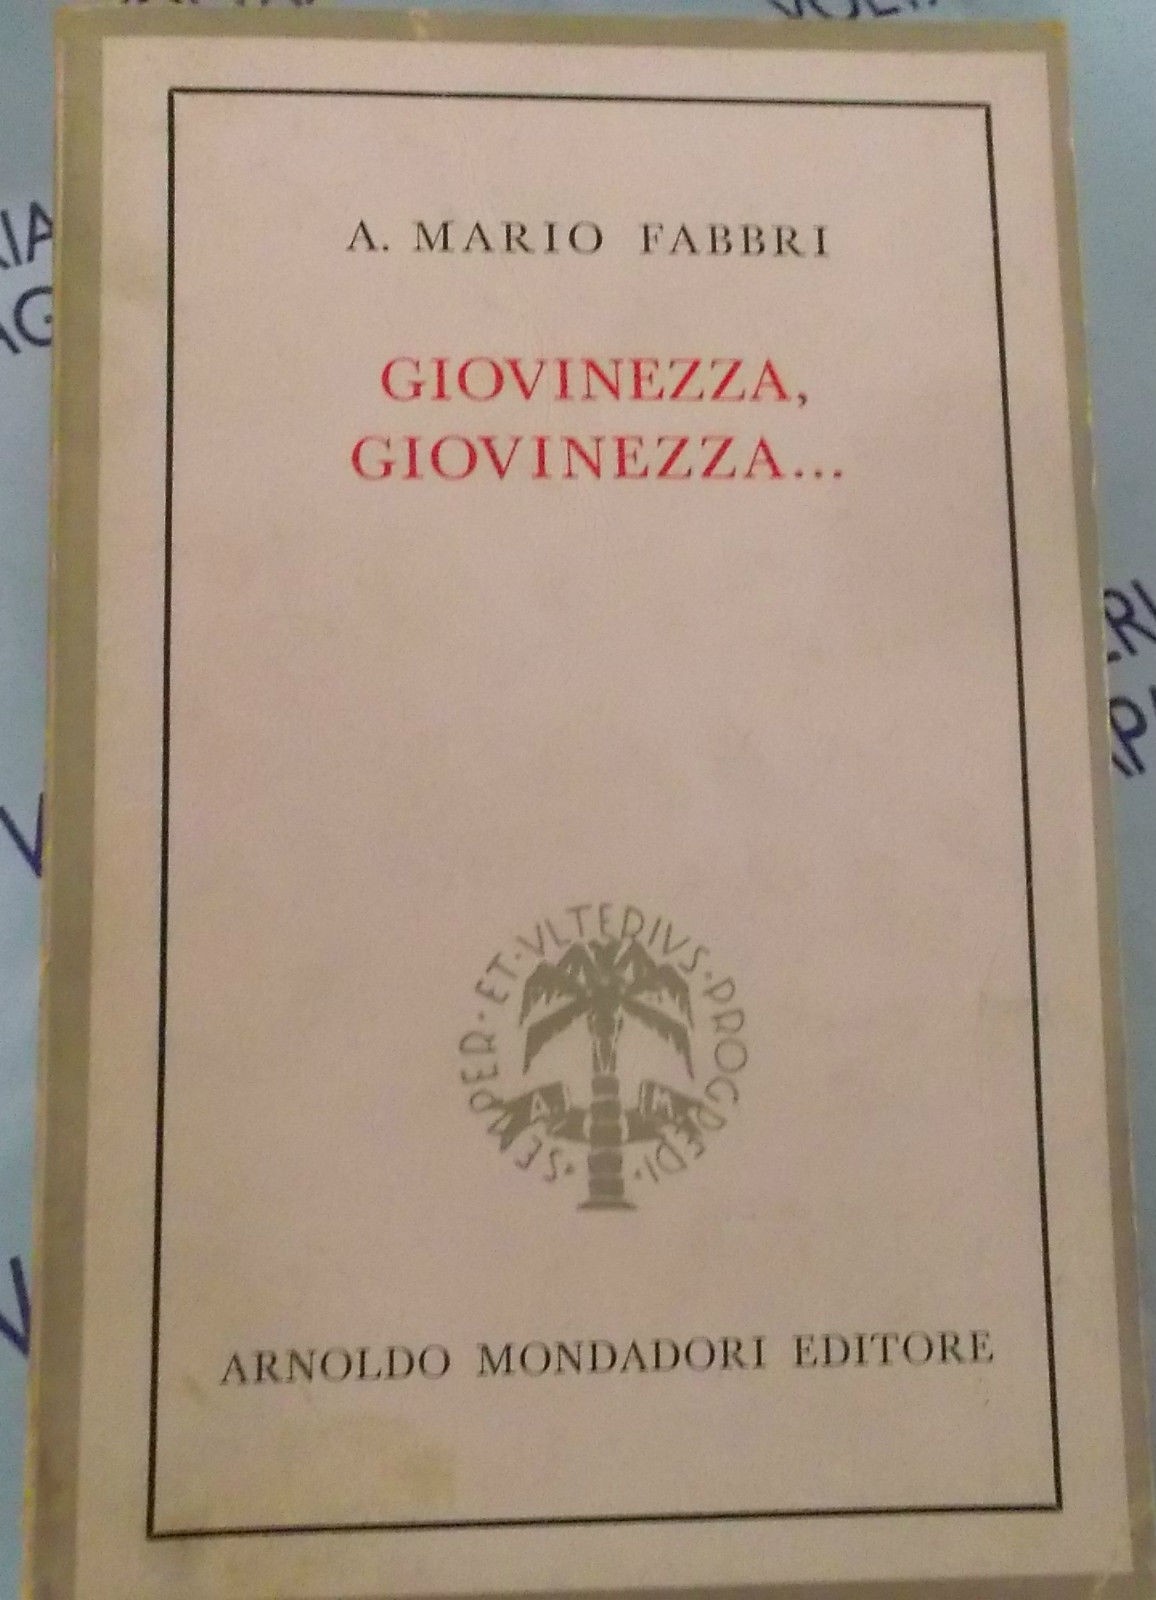 A. MARIO FABBRI
GIOVINEZZA,
GIOVINEZZA...
·SEMPER·ET·VLTERIVS·PROGREDI·
A M
ARNOLDO MONDADORI EDITORE